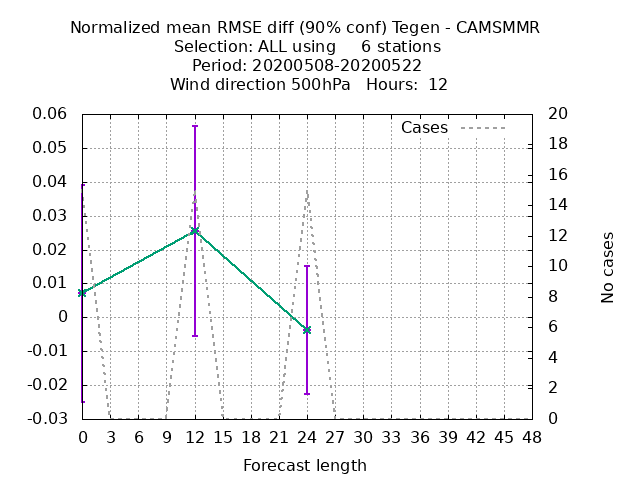 Normalized mean RMSE diff (90% conf) Tegen - CAMSMMR
Selection: ALL using     6 stations
Period: 20200508-20200522
Wind direction 500hPa   Hours:  12
Cases
0.06
0.05
0.04
0.03
0.02
0.01
0
-0.01
-0.02
-0.03
20
18
16
14
12
10
8
6
4
2
0
No cases
0 3 6 9 12 15 18 21 24 27 30 33 36 39 42 45 48
Forecast length